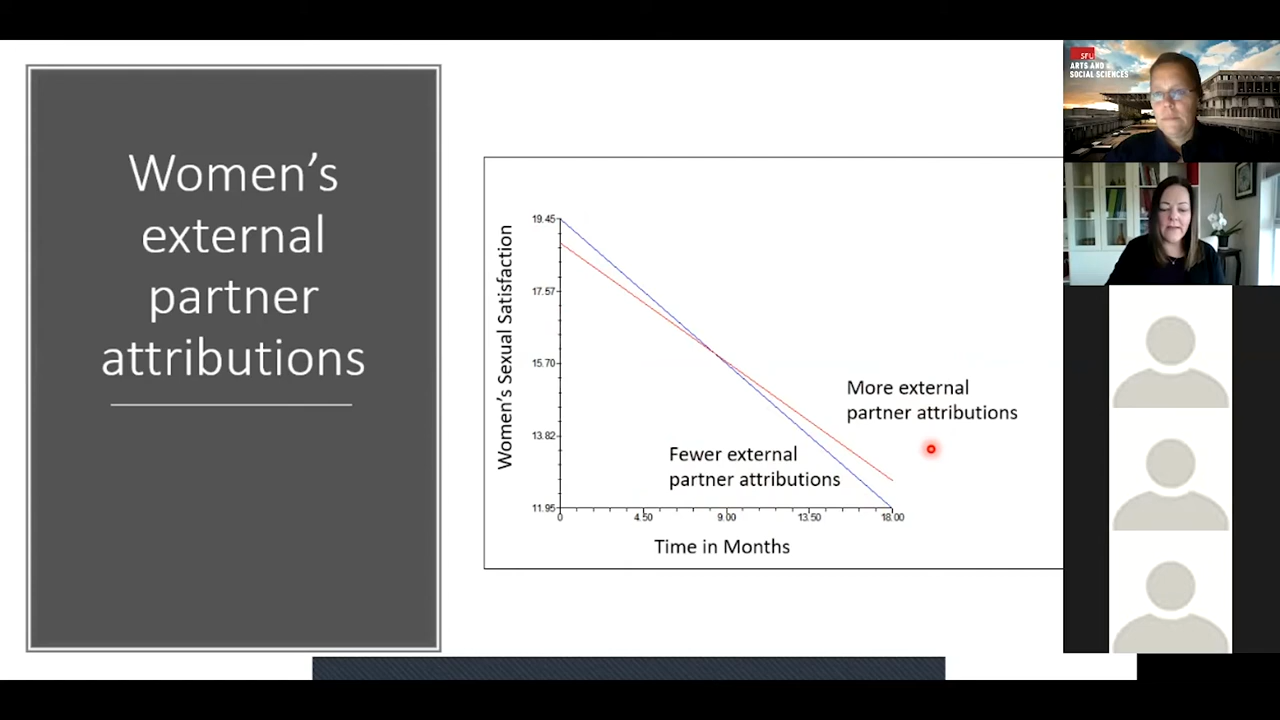 Women's
external
partner
attributions
Women's Sexual Satisfaction
19.45
17.57
15.70
13.82
11.95
More external
partner attributions
Fewer external
partner attributions
0
4.50
9.00
13.50
18.00
Time in Months
SFU
ARTS AND
SOCIAL SCIENCES